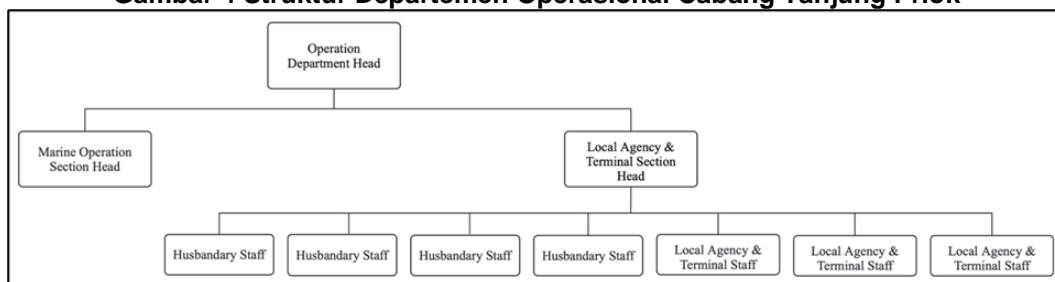 Gambar 4 Struktur Departemen Operasional Cabang Tanjung Priok
Operation
Department Head
Marine Operation
Section Head
Local Agency &
Terminal Section
Head
Husbandary Staff
Husbandary Staff
Husbandary Staff
Husbandary Staff
Local Agency &
Terminal Staff
Local Agency &
Terminal Staff
Local Agency &
Terminal Staff